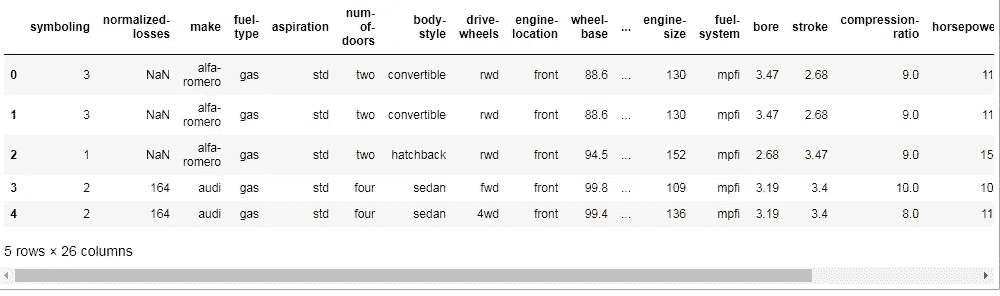 symboling normalized-losses make fuel-type aspiration num-of-doors body-style drive-wheels engine-location wheel-base ... engine-size fuel-system bore stroke compression-ratio horsepowe
0 3 NaN alfa-romero gas std two convertible rwd front 88.6 ... 130 mpfi 3.47 2.68 9.0 11
1 3 NaN alfa-romero gas std two convertible rwd front 88.6 ... 130 mpfi 3.47 2.68 9.0 11
2 1 NaN alfa-romero gas std two hatchback rwd front 94.5 ... 152 mpfi 2.68 3.47 9.0 15
3 2 164 audi gas std four sedan fwd front 99.8 ... 109 mpfi 3.19 3.4 10.0 10
4 2 164 audi gas std four sedan 4wd front 99.4 ... 136 mpfi 3.19 3.4 8.0 11
5 rows × 26 columns